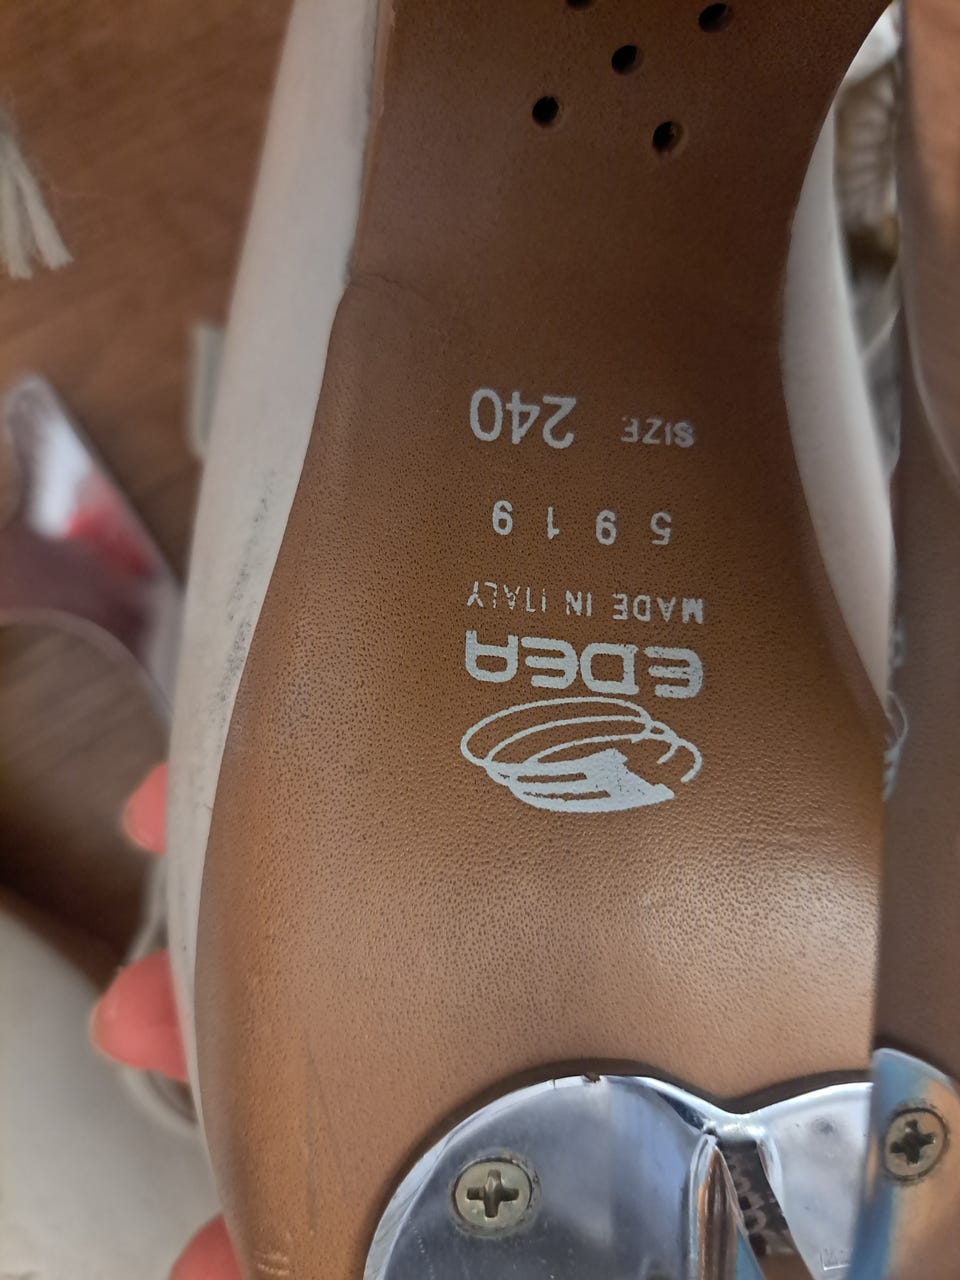 EDEA
MADE IN ITALY
5 9 1 9
SIZE 240